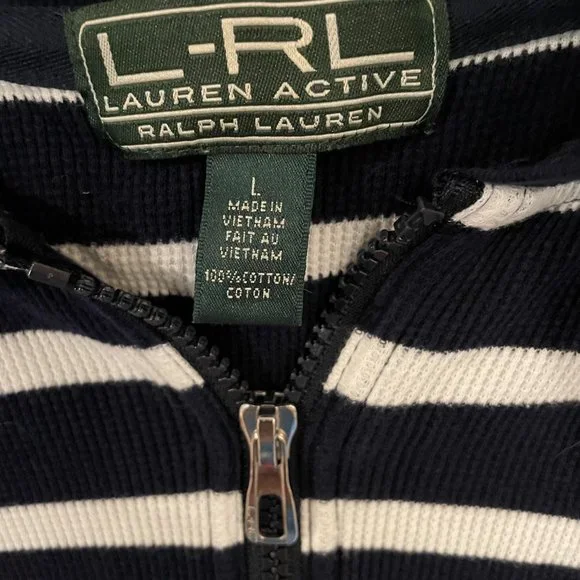 L-RL
LAUREN ACTIVE
RALPH LAUREN
L
MADE IN
VIETNAM
FAIT AU
VIETNAM
100% COTTON/
COTON